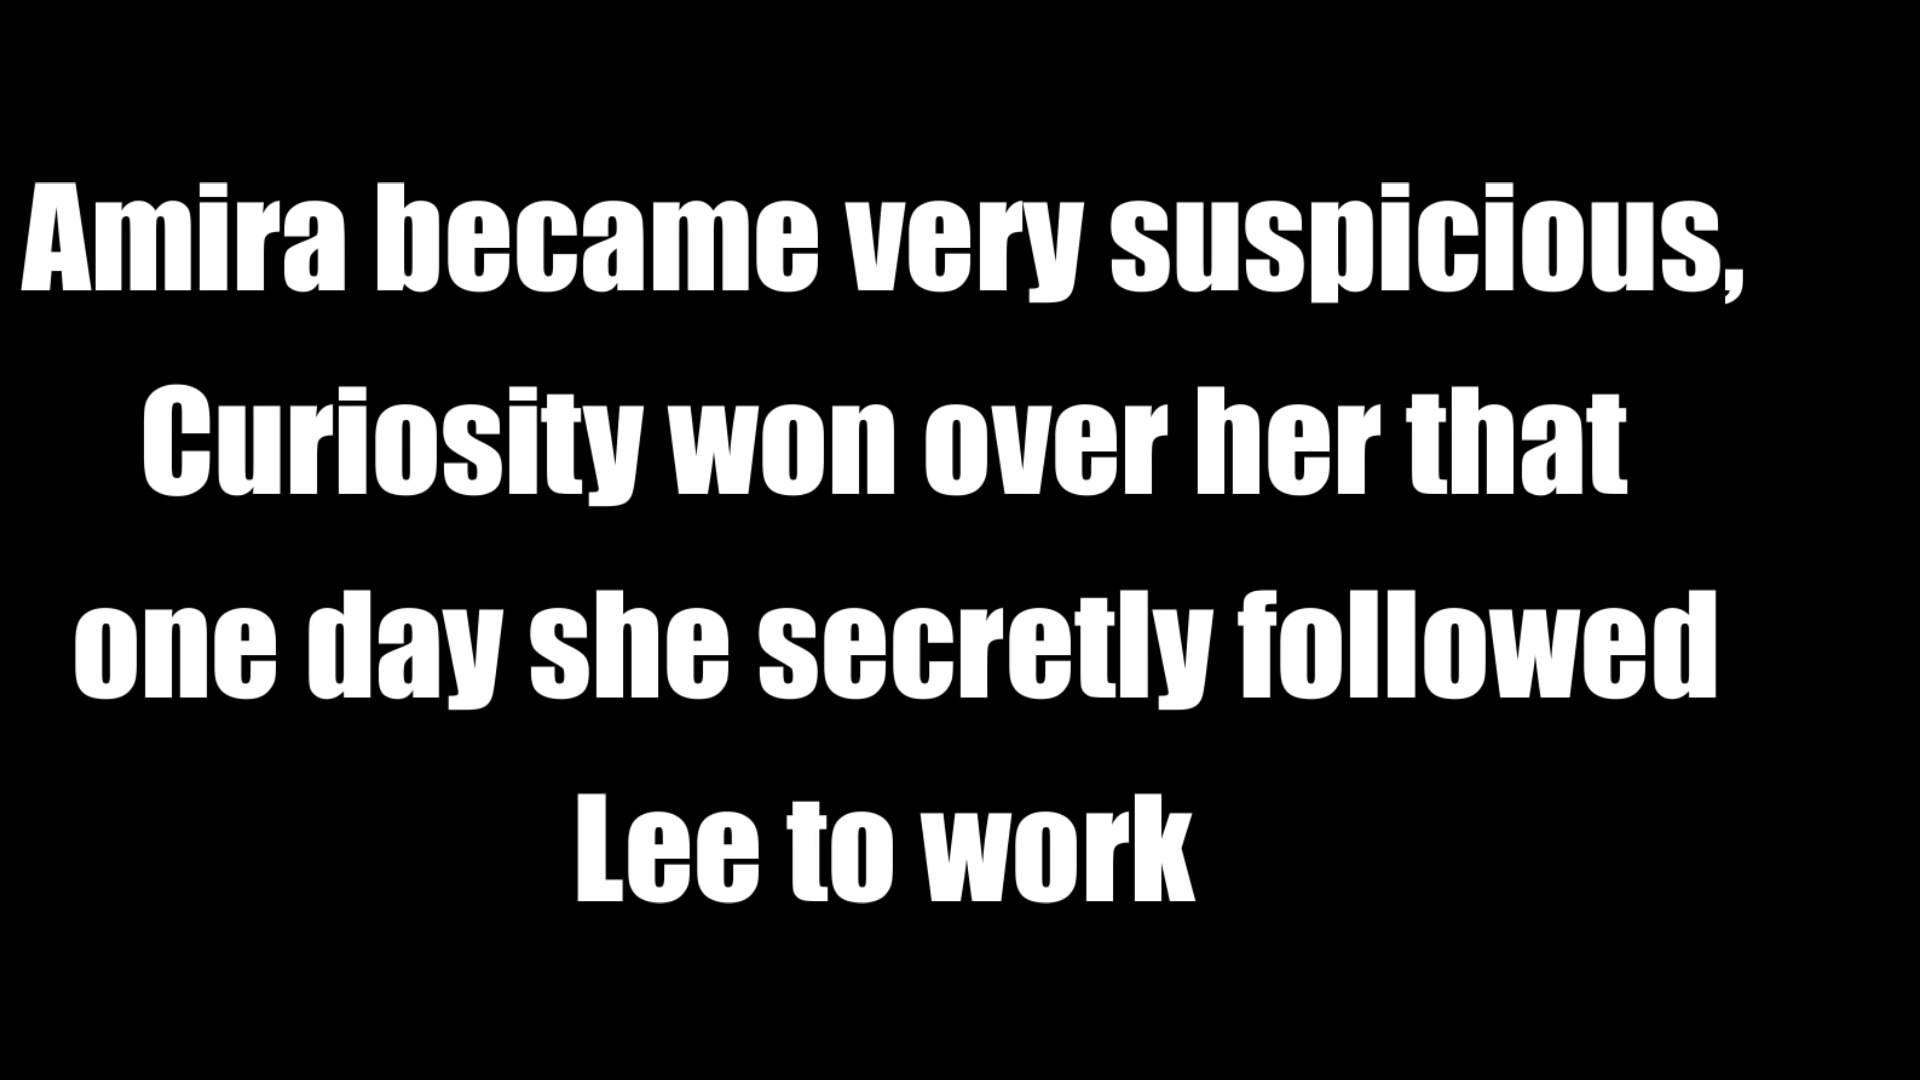 Amira became very suspicious,
Curiosity won over her that
one day she secretly followed
Lee to work